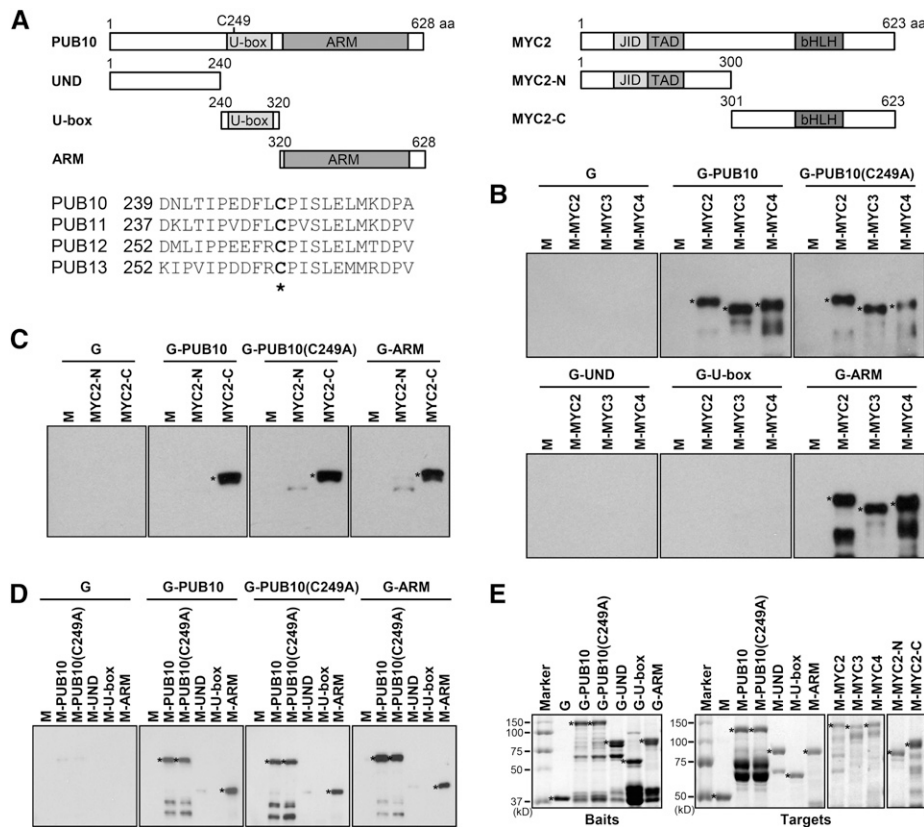 A
1
C249
628 aa
PUB10
U-box
ARM
1
240
UND
240
320
U-box
U-box
320
628
ARM
ARM
PUB10 239 DNLTIPEDFLCPISLELMKDPA
PUB11 237 DKLTIPVDFLCPVSLELMKDPV
PUB12 252 DMLIPPEEFRCPISLELMTDPV
PUB13 252 KIPVIPDDFRCPISLEMMRDPV
*
1
623 aa
MYC2
JID
TAD
bHLH
1
300
MYC2-N
JID
TAD
301
623
MYC2-C
bHLH
B
G
G-PUB10
G-PUB10(C249A)
M
M-MYC2
M-MYC3
M-MYC4
M
M-MYC2
M-MYC3
M-MYC4
M
M-MYC2
M-MYC3
M-MYC4
* * * * * *
G-UND
G-U-box
G-ARM
M
M-MYC2
M-MYC3
M-MYC4
M
M-MYC2
M-MYC3
M-MYC4
M
M-MYC2
M-MYC3
M-MYC4
* * *
C
G
G-PUB10
G-PUB10(C249A)
G-ARM
M
MYC2-N
MYC2-C
M
MYC2-N
MYC2-C
M
MYC2-N
MYC2-C
M
MYC2-N
MYC2-C
* * *
D
G
G-PUB10
G-PUB10(C249A)
G-ARM
M
M-PUB10
M-PUB10(C249A)
M-UND
M-U-box
M-ARM
M
M-PUB10
M-PUB10(C249A)
M-UND
M-U-box
M-ARM
M
M-PUB10
M-PUB10(C249A)
M-UND
M-U-box
M-ARM
M
M-PUB10
M-PUB10(C249A)
M-UND
M-U-box
M-ARM
* * * * * * * * *
E
Marker
G
G-PUB10
G-PUB10(C249A)
G-UND
G-U-box
G-ARM
150
100
75
50
37
(kD)
* * * * * *
Baits
Marker
M
M-PUB10
M-PUB10(C249A)
M-UND
M-U-box
M-ARM
M-MYC2
M-MYC3
M-MYC4
MYC2-N
MYC2-C
150
100
75
50
(kD)
* * * * * * * * * * *
Targets